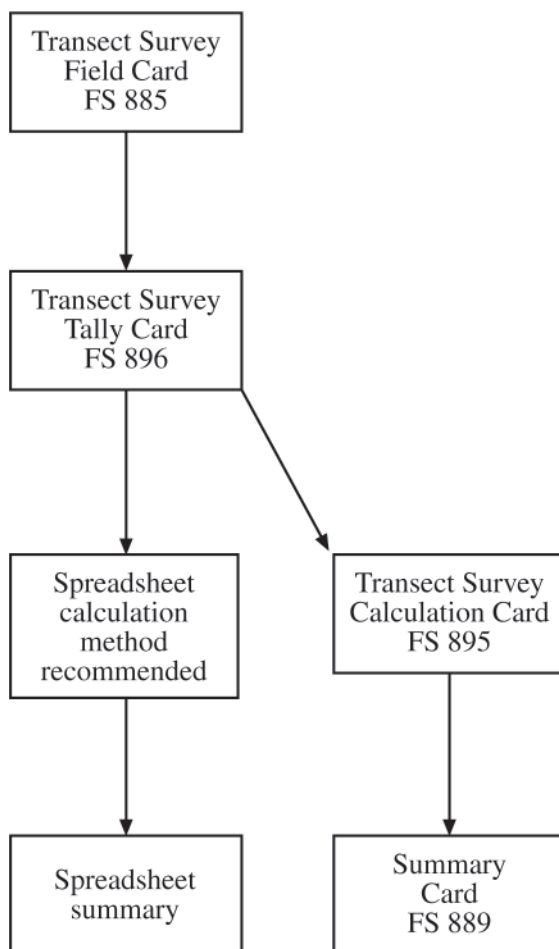 Transect Survey
Field Card
FS 885
Transect Survey
Tally Card
FS 896
Spreadsheet
calculation
method
recommended
Transect Survey
Calculation Card
FS 895
Spreadsheet
summary
Summary
Card
FS 889